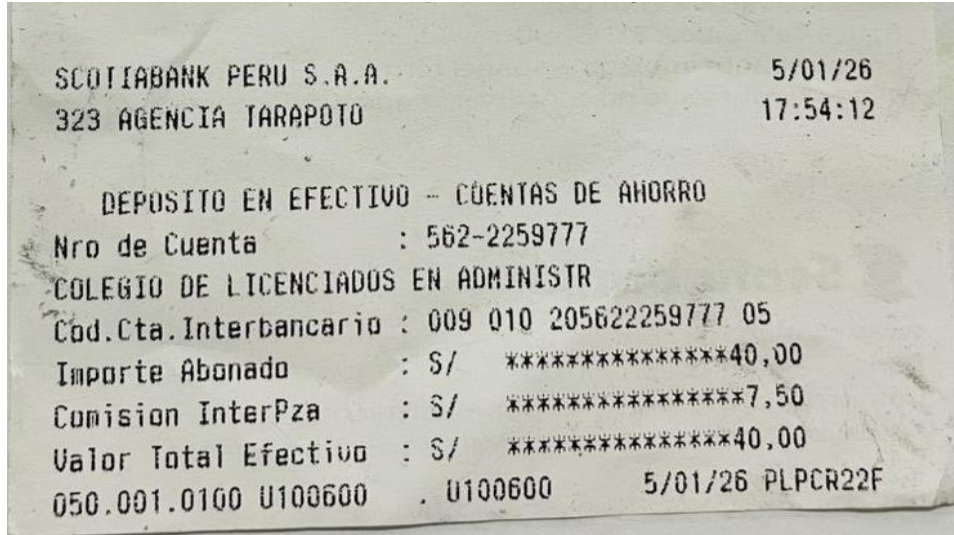 SCOTIABANK PERU S.A.A. 5/01/26
323 AGENCIA TARAPOTO 17:54:12
DEPOSITO EN EFECTIVO - CUENTAS DE AHORRO
Nro de Cuenta : 562-2259777
COLEGIO DE LICENCIADOS EN ADMINISTR
Cod.Cta.Interbancario : 009 010 205622259777 05
Importe Abonado : S/ ***************40,00
Comision InterPza : S/ ****************7,50
Valor Total Efectivo : S/ ***************40,00
050.001.0100 U100600 . U100600 5/01/26 PLPCR22F